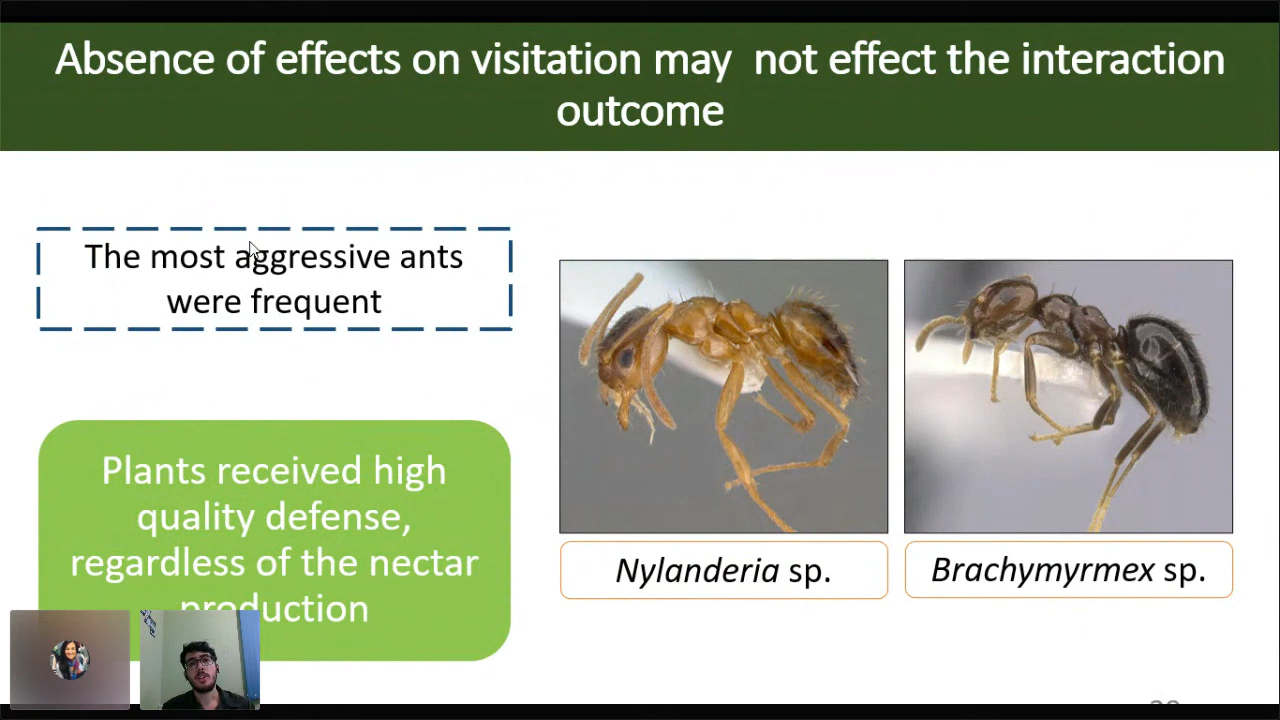 Absence of effects on visitation may  not effect the interaction
outcome
The most aggressive ants
were frequent
Plants received high
quality defense,
regardless of the nectar
production
Nylanderia sp.
Brachymyrmex sp.